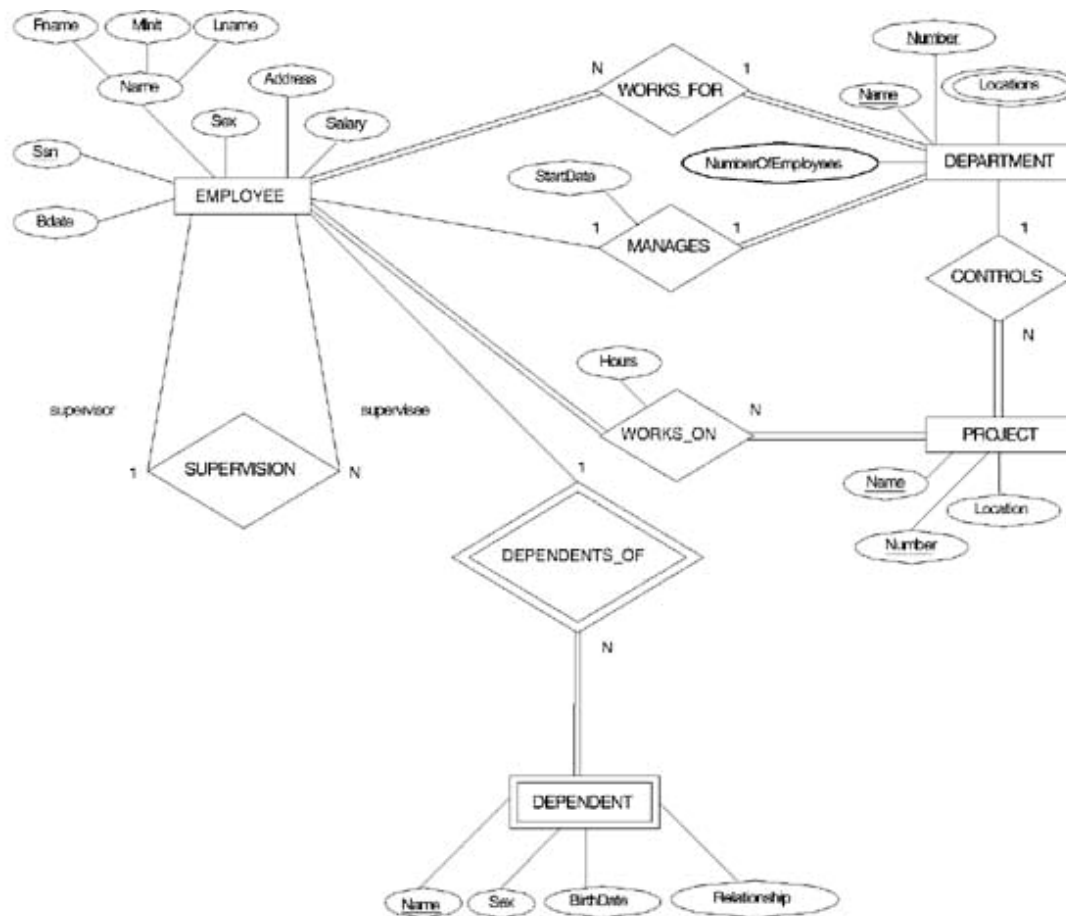 Fname
Minit
Lname
Number
Address
N
1
Name
WORKS_FOR
Locations
Name
Sex
Salary
Ssn
NumberOfEmployees
DEPARTMENT
StartDate
EMPLOYEE
Bdate
1
1
1
MANAGES
CONTROLS
N
Hours
supervisor
supervisee
N
WORKS_ON
PROJECT
1
SUPERVISION
N
1
Name
Location
Number
DEPENDENTS_OF
N
DEPENDENT
Name
Sex
BirthDate
Relationship